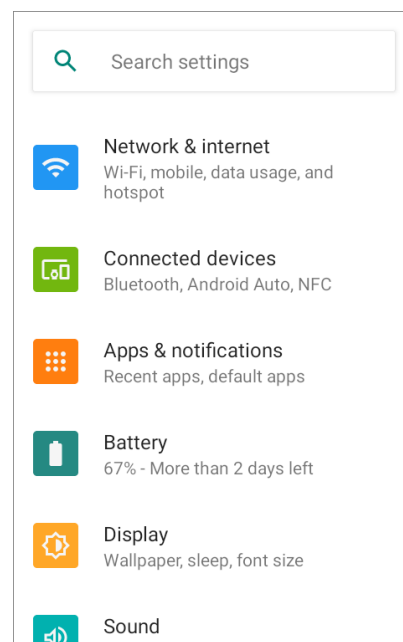 Search settings
Network & internet
Wi-Fi, mobile, data usage, and
hotspot
Connected devices
Bluetooth, Android Auto, NFC
Apps & notifications
Recent apps, default apps
Battery
67% - More than 2 days left
Display
Wallpaper, sleep, font size
Sound